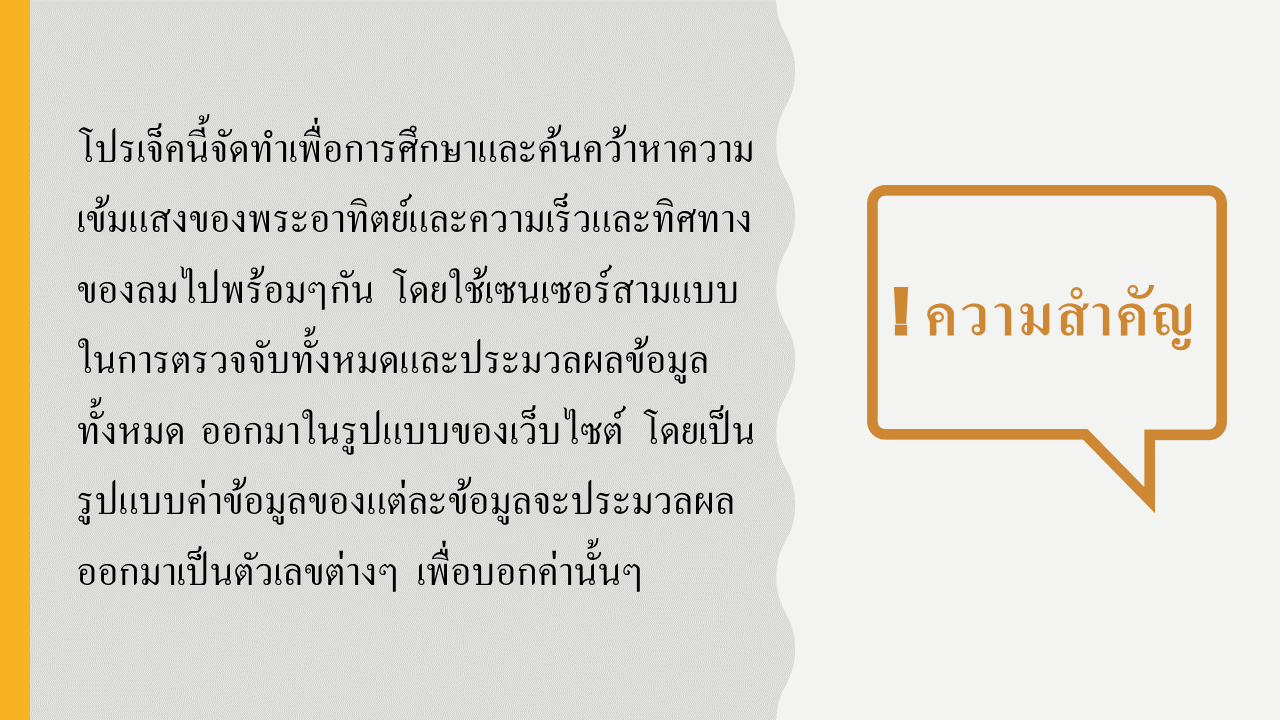 โปรเจ็คนี้จัดทำเพื่อการศึกษาและค้นคว้าหาความ
เข้มแสงของพระอาทิตย์และความเร็วและทิศทาง
ของลมไปพร้อมๆกัน โดยใช้เซนเซอร์สามแบบ
ในการตรวจจับทั้งหมดและประมวลผลข้อมูล
ทั้งหมด ออกมาในรูปแบบของเว็บไซต์ โดยเป็น
รูปแบบค่าข้อมูลของแต่ละข้อมูลจะประมวลผล
ออกมาเป็นตัวเลขต่างๆ เพื่อบอกค่านั้นๆ
! ความสำคัญ